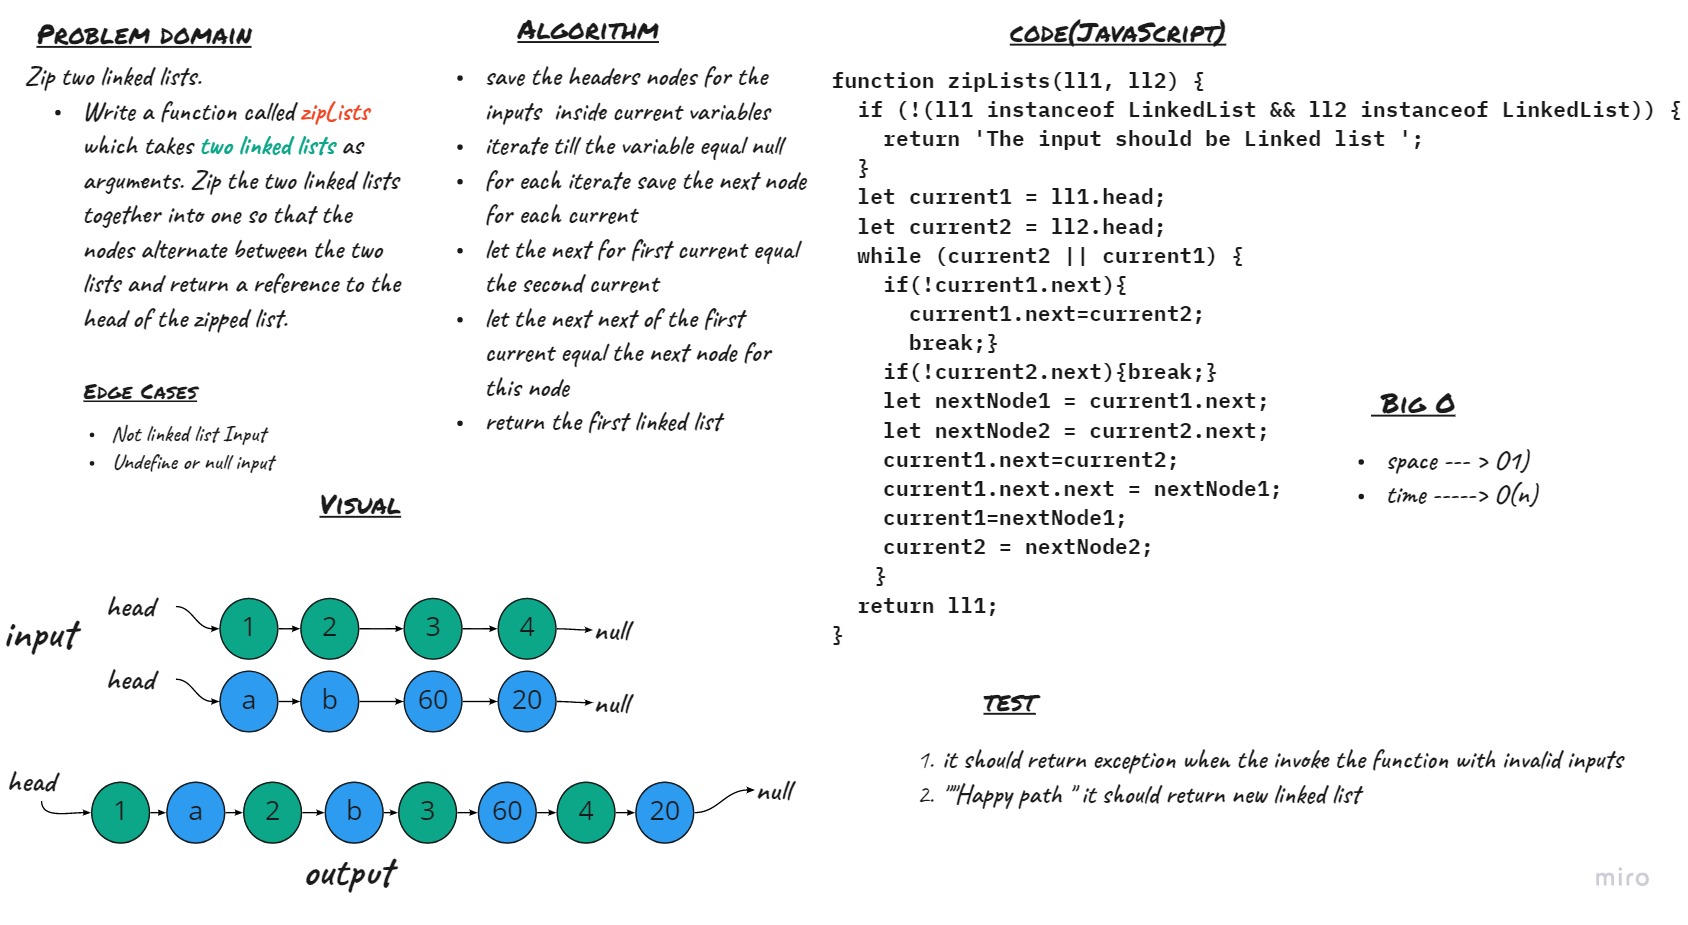 PROBLEM DOMAIN
Zip two linked lists.
• Write a function called zipLists
which takes two linked lists as
arguments. Zip the two linked lists
together into one so that the
nodes alternate between the two
lists and return a reference to the
head of the zipped list.
EDGE CASES
• Not linked list Input
• Undefine or null input
ALGORITHM
• save the headers nodes for the
inputs inside current variables
• iterate till the variable equal null
• for each iterate save the next node
for each current
• let the next for first current equal
the second current
• let the next next of the first
current equal the next node for
this node
• return the first linked list
CODE(JAVASCRIPT)
function zipLists(ll1, ll2) {
if (!(ll1 instanceof LinkedList && ll2 instanceof LinkedList)) {
return 'The input should be Linked list ';
}
let current1 = ll1.head;
let current2 = ll2.head;
while (current2 || current1) {
if(!current1.next){
current1.next=current2;
break;}
if(!current2.next){break;}
let nextNode1 = current1.next;
let nextNode2 = current2.next;
current1.next=current2;
current1.next.next = nextNode1;
current1=nextNode1;
current2 = nextNode2;
}
return ll1;
}
BIG O
• space --- > O1)
• time -----> O(n)
VISUAL
input
head 1 2 3 4 null
head a b 60 20 null
head 1 a 2 b 3 60 4 20 null
output
TEST
1. it should return exception when the invoke the function with invalid inputs
2. """Happy path " it should return new linked list
miro